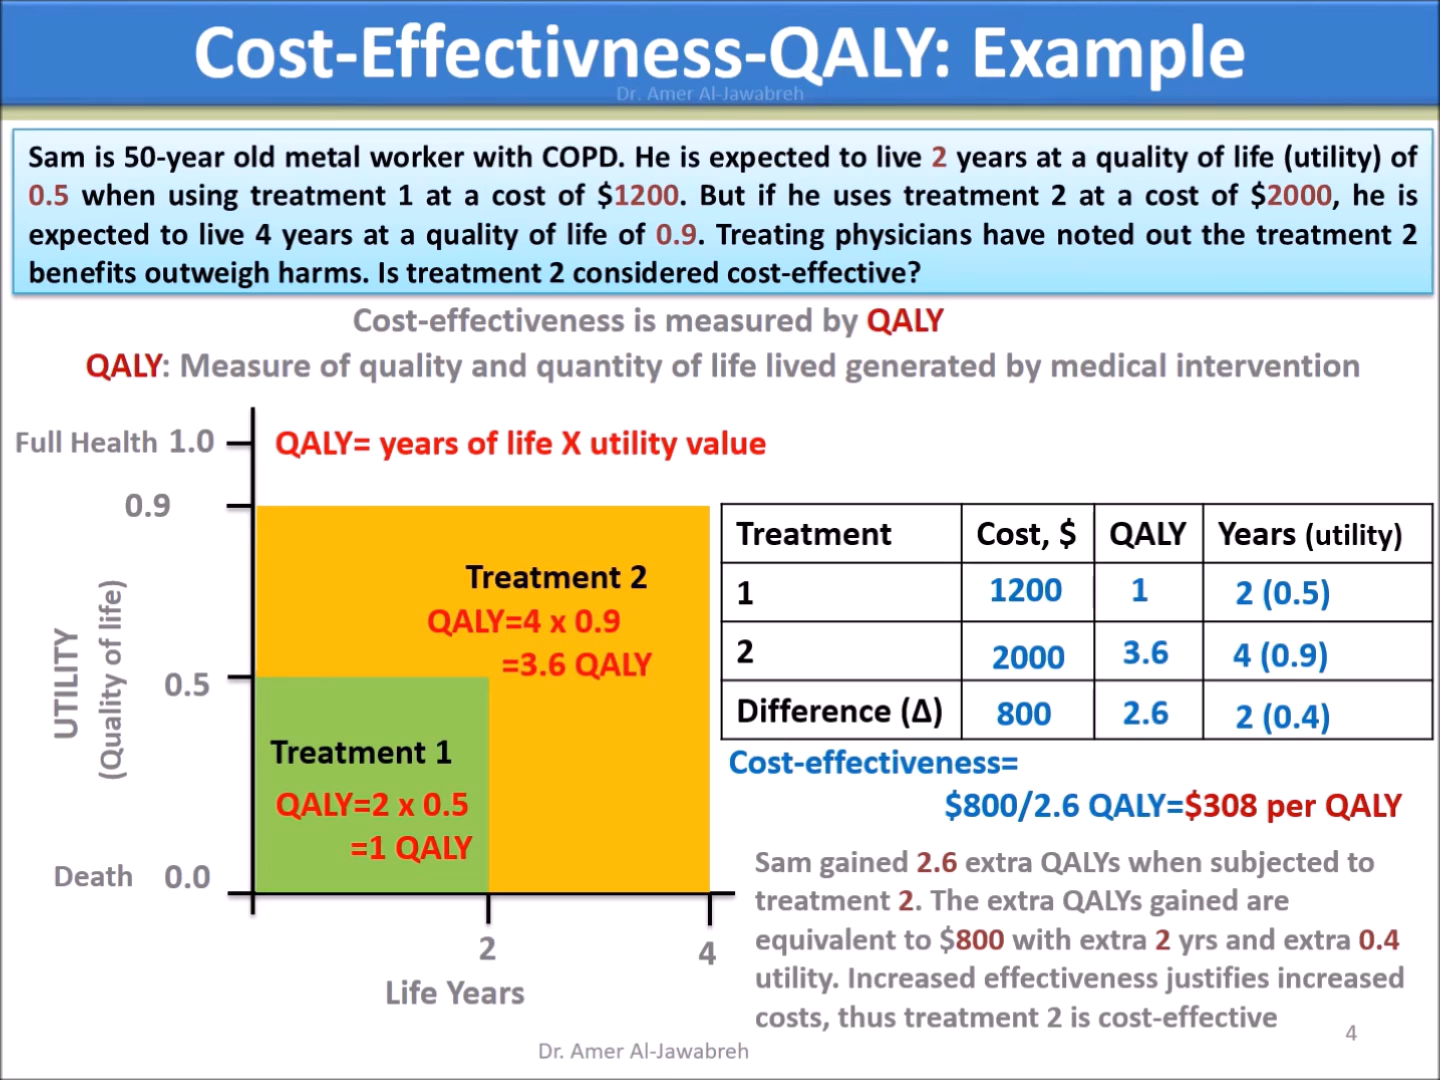 Cost-Effectivness-QALY: Example
Dr. Amer Al-Jawabreh
Sam is 50-year old metal worker with COPD. He is expected to live 2 years at a quality of life (utility) of
0.5 when using treatment 1 at a cost of $1200. But if he uses treatment 2 at a cost of $2000, he is
expected to live 4 years at a quality of life of 0.9. Treating physicians have noted out the treatment 2
benefits outweigh harms. Is treatment 2 considered cost-effective?
Cost-effectiveness is measured by QALY
QALY: Measure of quality and quantity of life lived generated by medical intervention
Full Health 1.0
QALY= years of life X utility value
0.9
Treatment 2
QALY=4 x 0.9
=3.6 QALY
UTILITY
(Quality of life)
0.5
Treatment 1
QALY=2 x 0.5
=1 QALY
Death 0.0
2
4
Life Years
Treatment Cost, $ QALY Years (utility)
1 1200 1 2 (0.5)
2 2000 3.6 4 (0.9)
Difference (Δ) 800 2.6 2 (0.4)
Cost-effectiveness=
$800/2.6 QALY=$308 per QALY
Sam gained 2.6 extra QALYs when subjected to
treatment 2. The extra QALYs gained are
equivalent to $800 with extra 2 yrs and extra 0.4
utility. Increased effectiveness justifies increased
costs, thus treatment 2 is cost-effective
4
Dr. Amer Al-Jawabreh